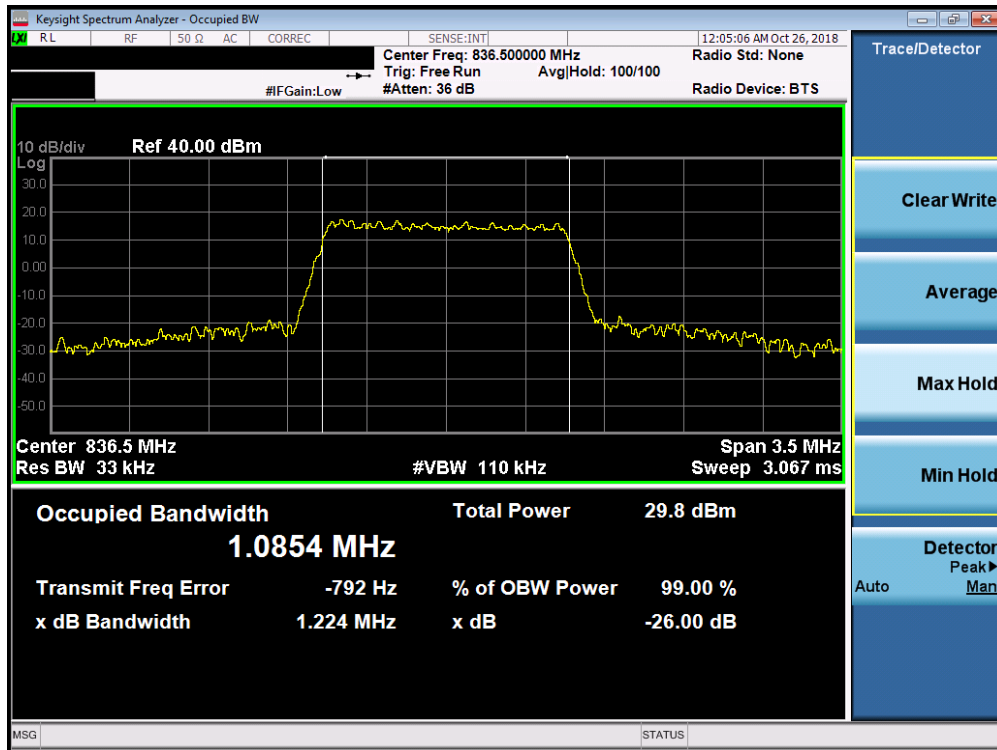 Keysight Spectrum Analyzer - Occupied BW
LXI RL RF 50 Ω AC CORREC SENSE:INT 12:05:06 AM Oct 26, 2018
Center Freq: 836.500000 MHz Radio Std: None
Trig: Free Run Avg|Hold: 100/100
#IFGain:Low #Atten: 36 dB Radio Device: BTS
10 dB/div Ref 40.00 dBm
Log
30.0
20.0
10.0
0.00
-10.0
-20.0
-30.0
-40.0
-50.0
Center 836.5 MHz Span 3.5 MHz
Res BW 33 kHz #VBW 110 kHz Sweep 3.067 ms
Occupied Bandwidth Total Power 29.8 dBm
1.0854 MHz
Transmit Freq Error -792 Hz % of OBW Power 99.00 %
x dB Bandwidth 1.224 MHz x dB -26.00 dB
MSG STATUS
Trace/Detector
Clear Write
Average
Max Hold
Min Hold
Detector
Peak▶
Auto Man